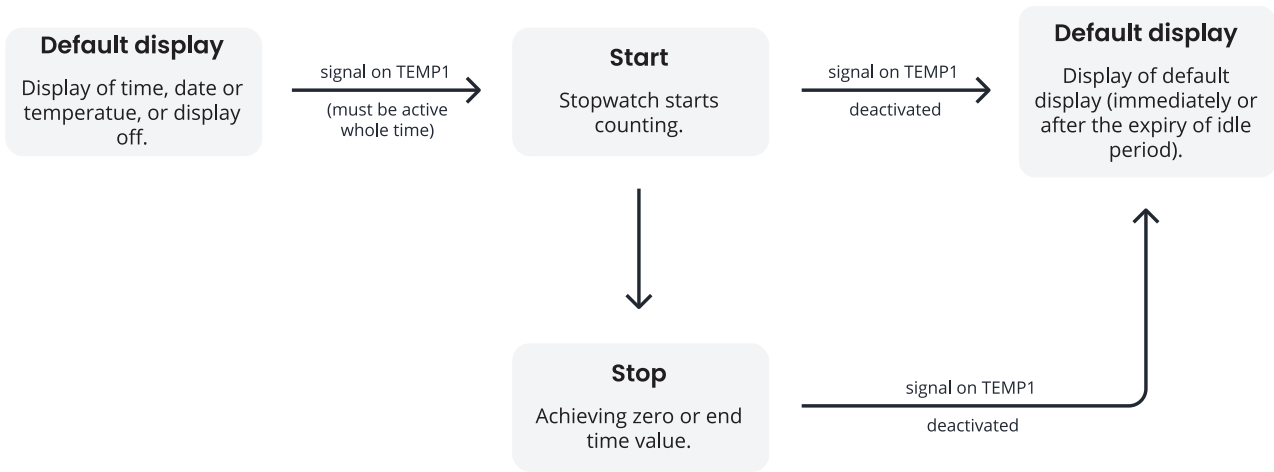 Default display
Display of time, date or
temperatue, or display
off.
signal on TEMP1
(must be active
whole time)
Start
Stopwatch starts
counting.
signal on TEMP1
deactivated
Default display
Display of default
display (immediately or
after the expiry of idle
period).
Stop
Achieving zero or end
time value.
signal on TEMP1
deactivated